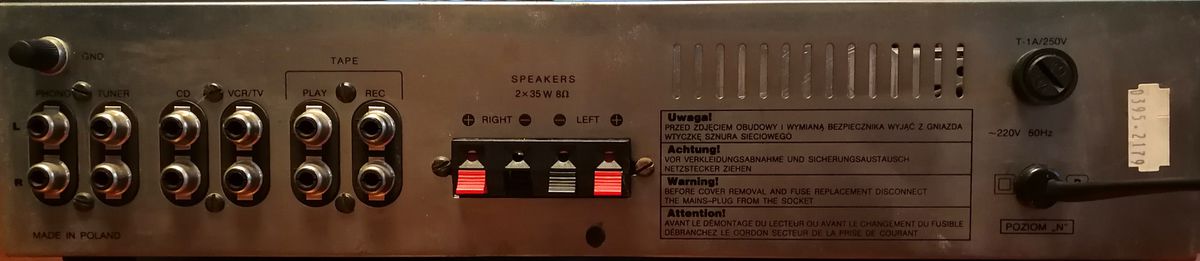 GND
TAPE
PHONO TUNER CD VCR/TV PLAY REC
L
R
MADE IN POLAND
SPEAKERS
2×35W 8Ω
RIGHT LEFT
Uwaga!
PRZED ZDJĘCIEM OBUDOWY I WYMIANĄ BEZPIECZNIKA WYJĄĆ Z GNIAZDA
WTYCZKĘ SZNURA SIECIOWEGO
Achtung!
VOR VERKLEIDUNGSABNAHME UND SICHERUNGSAUSTAUSCH
NETZSTECKER ZIEHEN
Warning!
BEFORE COVER REMOVAL AND FUSE REPLACEMENT DISCONNECT
THE MAINS-PLUG FROM THE SOCKET
Attention!
AVANT LE DÉMONTAGE DU LECTEUR OU AVANT LE CHANGEMENT DU FUSIBLE
DÉBRANCHEZ LE CORDON SECTEUR DE LA PRISE DE COURANT
T-1A/250V
~220V 50Hz
POZIOM „N"
0395·2179